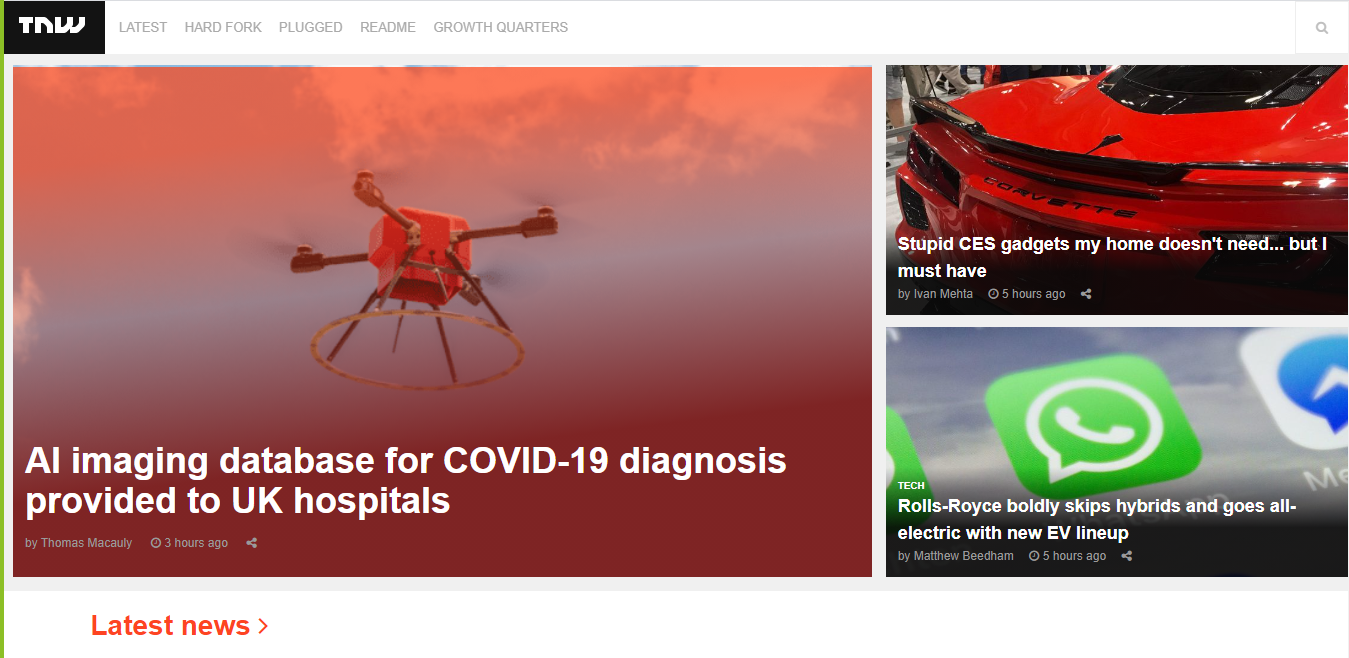 TNW
LATEST HARD FORK PLUGGED README GROWTH QUARTERS
AI imaging database for COVID-19 diagnosis
provided to UK hospitals
by Thomas Macauly 3 hours ago
CORVETTE
Stupid CES gadgets my home doesn't need... but I
must have
by Ivan Mehta 5 hours ago
Me
TECH
Rolls-Royce boldly skips hybrids and goes all-
electric with new EV lineup
by Matthew Beedham 5 hours ago
Latest news